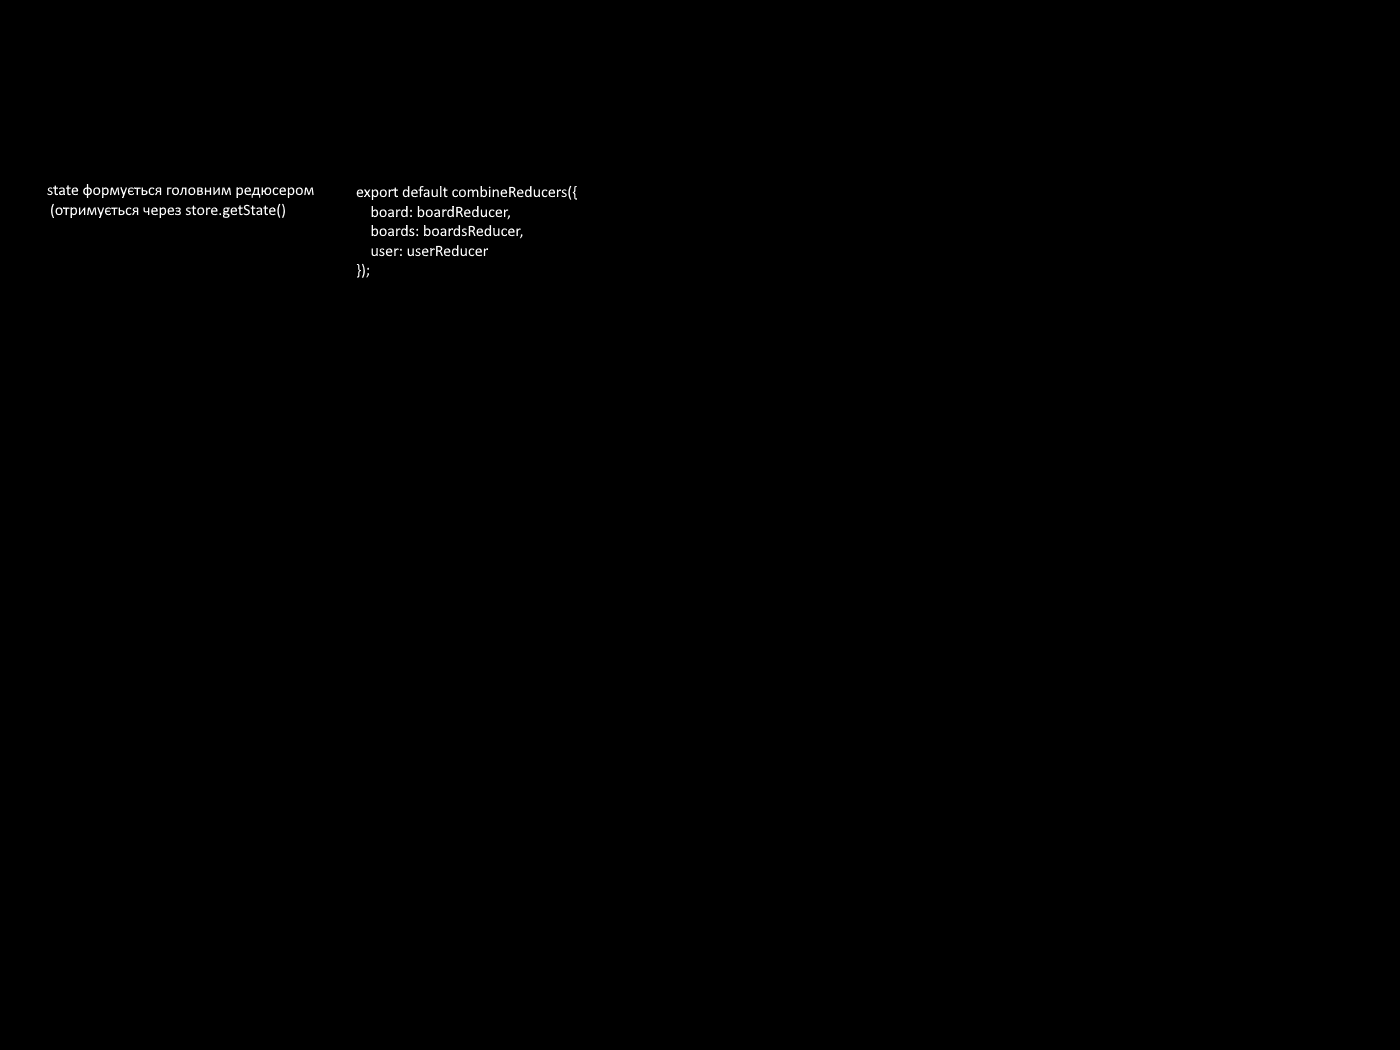 state формується головним редюсером
(отримується через store.getState()
export default combineReducers({
board: boardReducer,
boards: boardsReducer,
user: userReducer
});